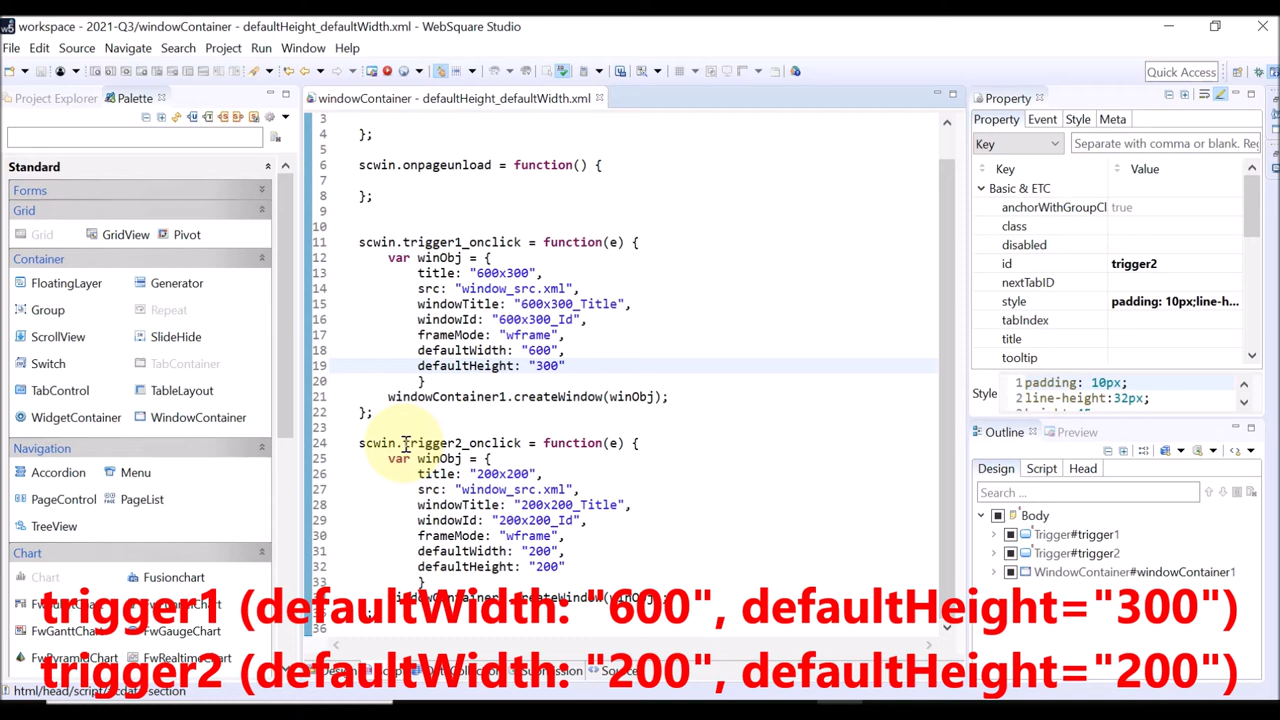 workspace - 2021-Q3/windowContainer - defaultHeight_defaultWidth.xml - WebSquare Studio
File Edit Source Navigate Search Project Run Window Help
Quick Access
Project Explorer Palette
Standard
Forms
Grid
Grid GridView Pivot
Container
FloatingLayer Generator
Group Repeat
ScrollView SlideHide
Switch TabContainer
TabControl TableLayout
WidgetContainer WindowContainer
Navigation
Accordion Menu
PageControl PageList
TreeView
Chart
Chart Fusionchart
FwGanttChart FwGaugeChart
FwPyramidChart FwRealtimeChart
html/head/script/
windowContainer - defaultHeight_defaultWidth.xml
3
4 };
5
6 scwin.onpageunload = function() {
7
8 };
9
10
11 scwin.trigger1_onclick = function(e) {
12 var winObj = {
13 title: "600x300",
14 src: "window_src.xml",
15 windowTitle: "600x300_Title",
16 windowId: "600x300_Id",
17 frameMode: "wframe",
18 defaultWidth: "600",
19 defaultHeight: "300"
20 }
21 windowContainer1.createWindow(winObj);
22 };
23
24 scwin.trigger2_onclick = function(e) {
25 var winObj = {
26 title: "200x200",
27 src: "window_src.xml",
28 windowTitle: "200x200_Title",
29 windowId: "200x200_Id",
30 frameMode: "wframe",
31 defaultWidth: "200",
32 defaultHeight: "200"
33 }
36
Property
Property Event Style Meta
Key Separate with comma or blank. Reg
Key Value
Basic & ETC
anchorWithGroupCl true
class
disabled
id trigger2
nextTabID
style padding: 10px;line-h...
tabIndex
title
tooltip
Style 1 padding: 10px;
2 line-height:32px;
Outline Preview
Design Script Head
Search ...
Body
Trigger#trigger1
Trigger#trigger2
WindowContainer#windowContainer1
trigger1 (defaultWidth: "600", defaultHeight="300")
trigger2 (defaultWidth: "200", defaultHeight="200")